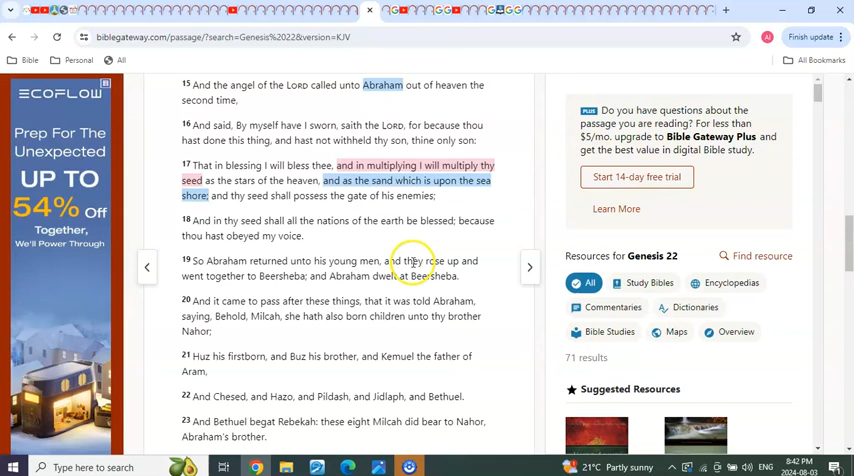 biblegateway.com/passage/?search=Genesis%2022&version=KJV
AI
Finish update
Bible
Personal
All
All Bookmarks
ECOFLOW
Prep For The
Unexpected
UP TO
54% Off
Together,
We'll Power Through
15 And the angel of the LORD called unto Abraham out of heaven the
second time,
16 And said, By myself have I sworn, saith the LORD, for because thou
hast done this thing, and hast not withheld thy son, thine only son:
17 That in blessing I will bless thee, and in multiplying I will multiply thy
seed as the stars of the heaven, and as the sand which is upon the sea
shore; and thy seed shall possess the gate of his enemies;
18 And in thy seed shall all the nations of the earth be blessed; because
thou hast obeyed my voice.
19 So Abraham returned unto his young men, and they rose up and
went together to Beersheba; and Abraham dwelt at Beersheba.
20 And it came to pass after these things, that it was told Abraham,
saying, Behold, Milcah, she hath also born children unto thy brother
Nahor;
21 Huz his firstborn, and Buz his brother, and Kemuel the father of
Aram,
22 And Chesed, and Hazo, and Pildash, and Jidlaph, and Bethuel.
23 And Bethuel begat Rebekah: these eight Milcah did bear to Nahor,
Abraham's brother.
PLUS Do you have questions about the
passage you are reading? For less than
$5/mo. upgrade to Bible Gateway Plus and
get the best value in digital Bible study.
Start 14-day free trial
Learn More
Resources for Genesis 22
Find resource
All
Study Bibles
Encyclopedias
Commentaries
Dictionaries
Bible Studies
Maps
Overview
71 results
Suggested Resources
Type here to search
21°C Partly sunny
ENG
8:42 PM
2024-08-03